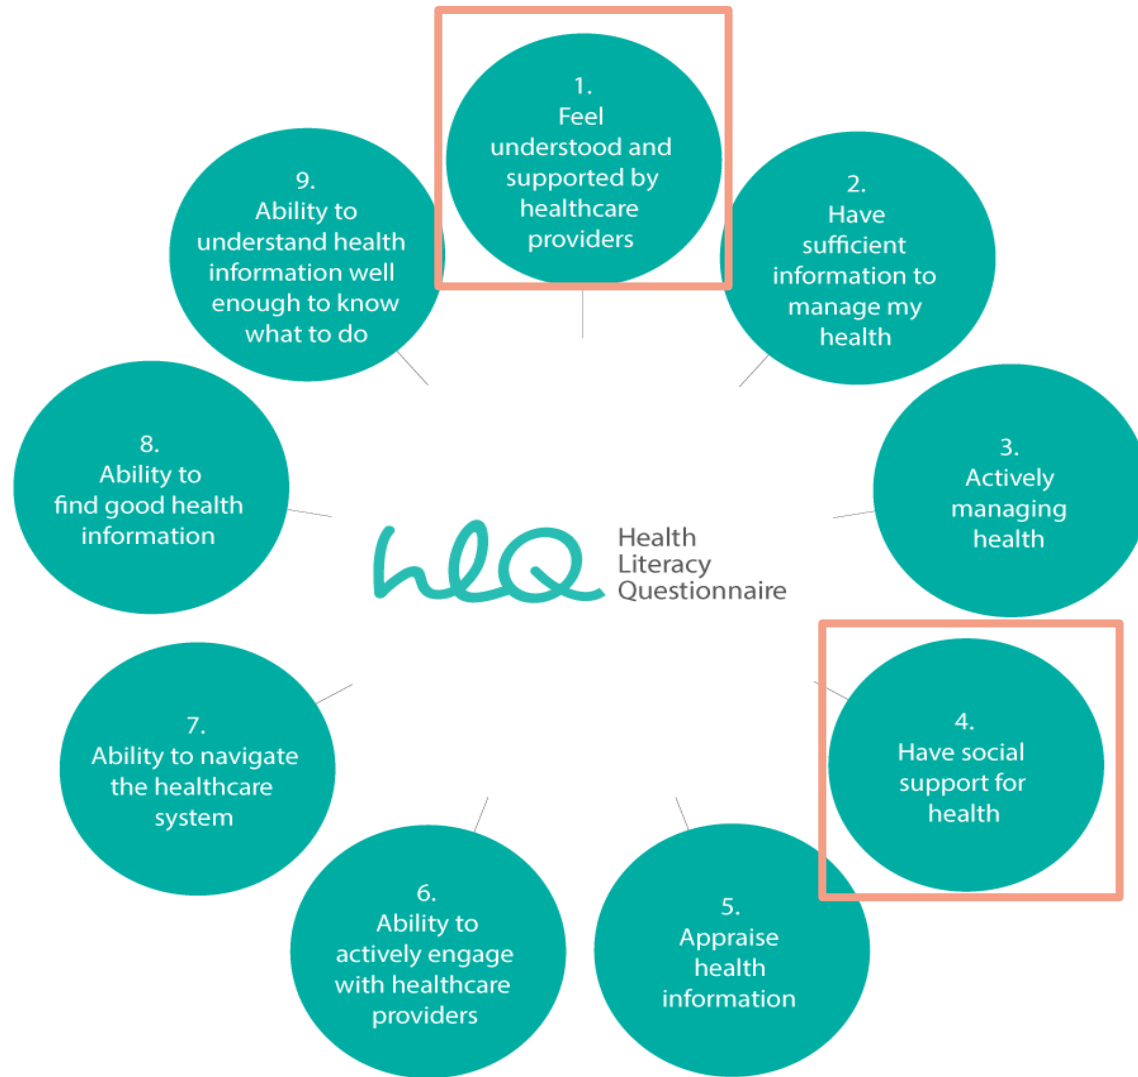 1.
Feel
understood and
supported by
healthcare
providers
2.
Have
sufficient
information to
manage my
health
3.
Actively
managing
health
4.
Have social
support for
health
5.
Appraise
health
information
6.
Ability to
actively engage
with healthcare
providers
7.
Ability to navigate
the healthcare
system
8.
Ability to
find good health
information
9.
Ability to
understand health
information well
enough to know
what to do
hlQ
Health
Literacy
Questionnaire